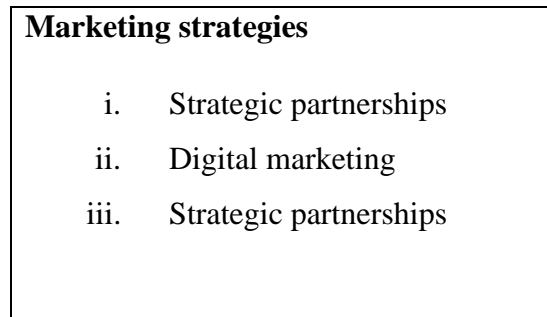 Marketing strategies
i. Strategic partnerships
ii. Digital marketing
iii. Strategic partnerships